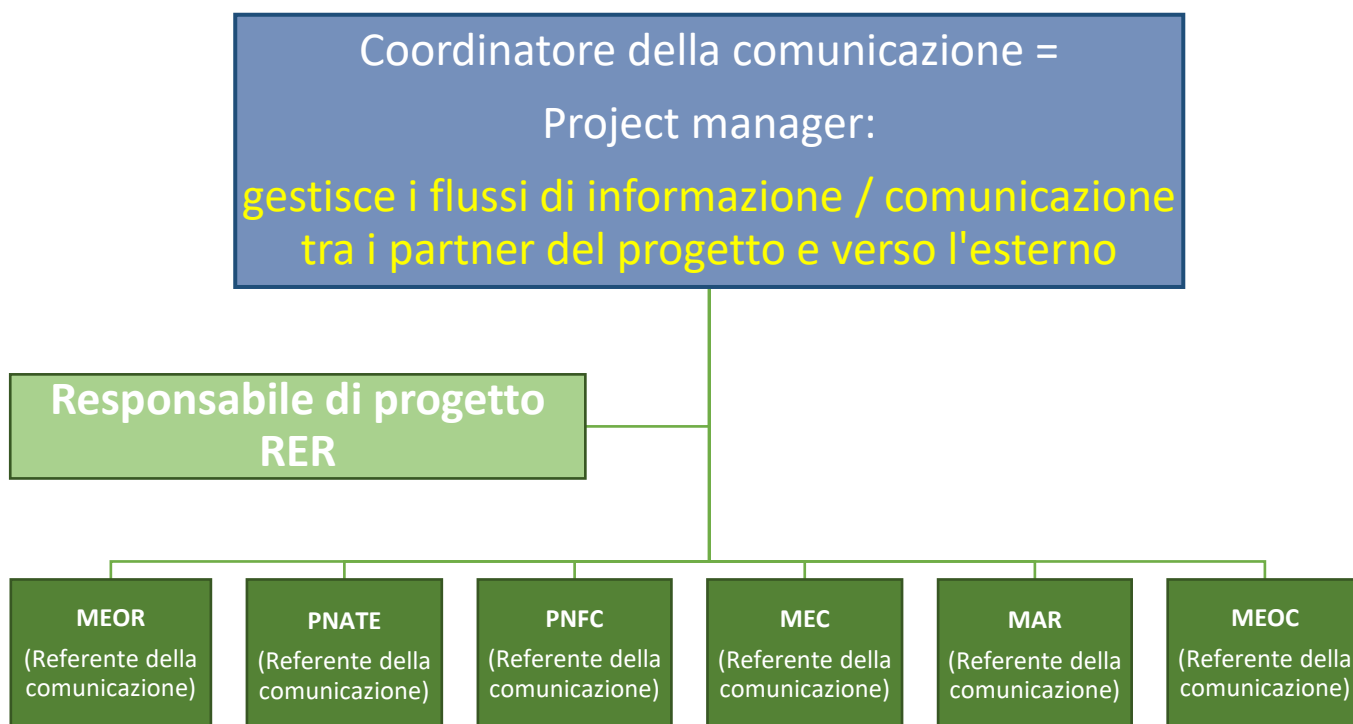 Coordinatore della comunicazione =
Project manager:
gestisce i flussi di informazione / comunicazione
tra i partner del progetto e verso l'esterno
Responsabile di progetto
RER
MEOR
(Referente della
comunicazione)
PNATE
(Referente della
comunicazione)
PNFC
(Referente della
comunicazione)
MEC
(Referente della
comunicazione)
MAR
(Referente della
comunicazione)
MEOC
(Referente della
comunicazione)